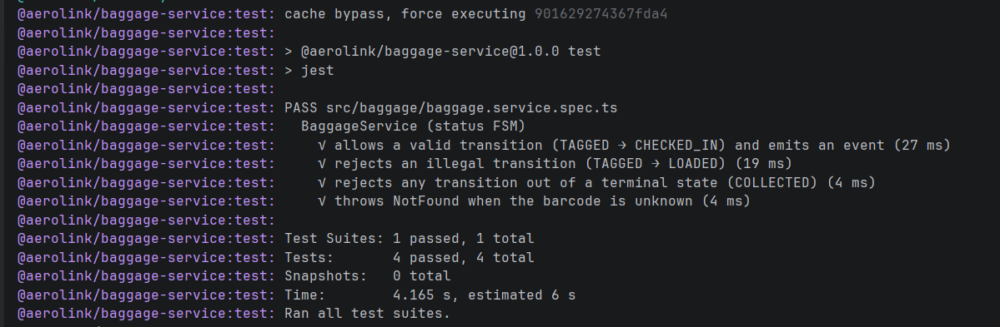 @aerolink/baggage-service:test: cache bypass, force executing 901629274367fda4
@aerolink/baggage-service:test:
@aerolink/baggage-service:test: > @aerolink/baggage-service@1.0.0 test
@aerolink/baggage-service:test: > jest
@aerolink/baggage-service:test:
@aerolink/baggage-service:test: PASS src/baggage/baggage.service.spec.ts
@aerolink/baggage-service:test:   BaggageService (status FSM)
@aerolink/baggage-service:test:     √ allows a valid transition (TAGGED → CHECKED_IN) and emits an event (27 ms)
@aerolink/baggage-service:test:     √ rejects an illegal transition (TAGGED → LOADED) (19 ms)
@aerolink/baggage-service:test:     √ rejects any transition out of a terminal state (COLLECTED) (4 ms)
@aerolink/baggage-service:test:     √ throws NotFound when the barcode is unknown (4 ms)
@aerolink/baggage-service:test:
@aerolink/baggage-service:test: Test Suites: 1 passed, 1 total
@aerolink/baggage-service:test: Tests:       4 passed, 4 total
@aerolink/baggage-service:test: Snapshots:   0 total
@aerolink/baggage-service:test: Time:        4.165 s, estimated 6 s
@aerolink/baggage-service:test: Ran all test suites.